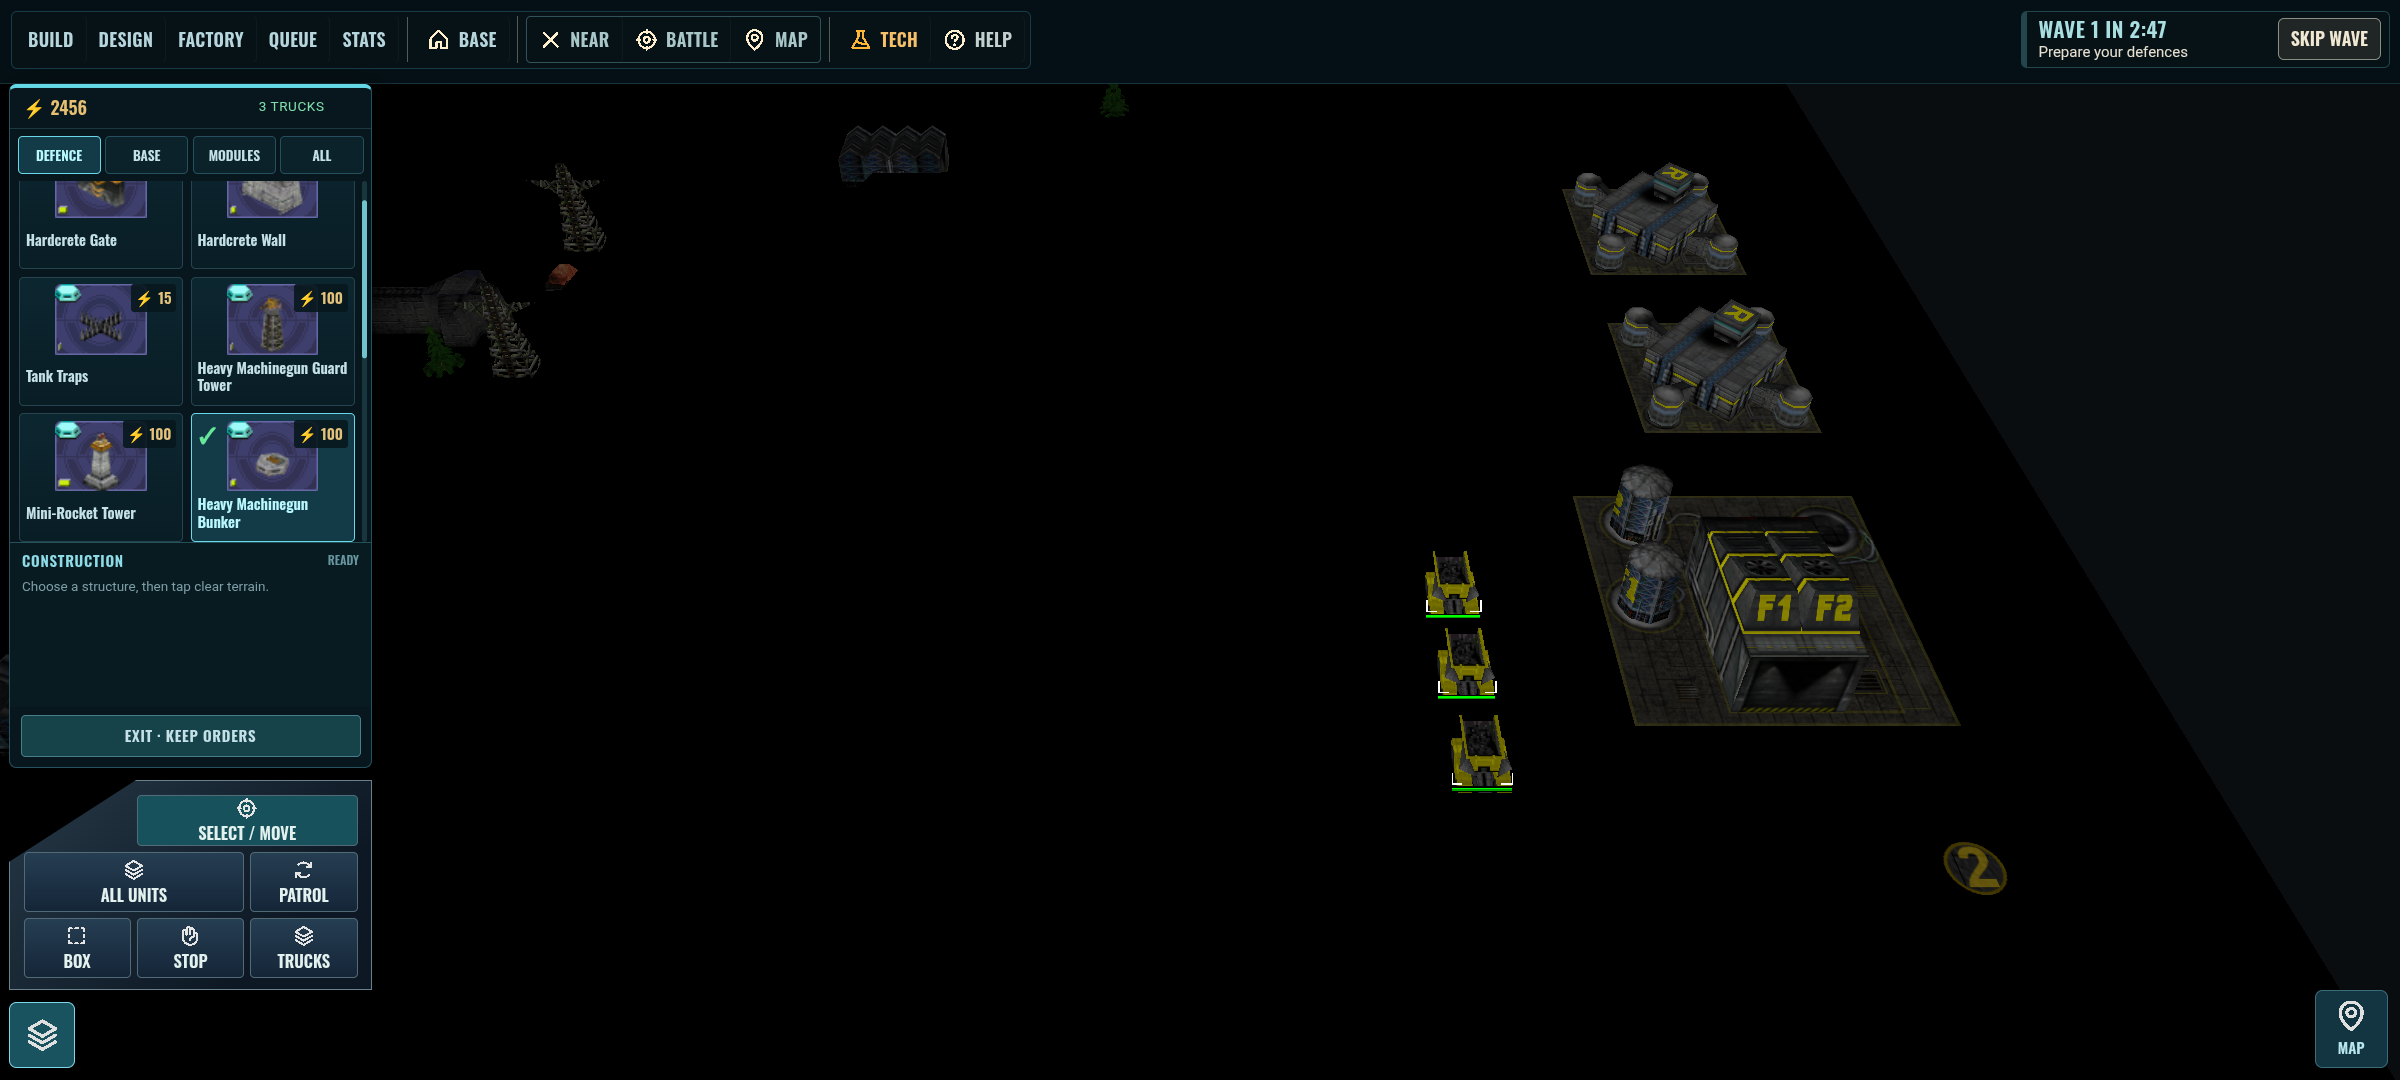 BUILD
DESIGN
FACTORY
QUEUE
STATS
BASE
NEAR
BATTLE
MAP
TECH
HELP
WAVE 1 IN 2:47
Prepare your defences
SKIP WAVE
2456
3 TRUCKS
DEFENCE
BASE
MODULES
ALL
Hardcrete Gate
Hardcrete Wall
15
Tank Traps
100
Heavy Machinegun Guard
Tower
100
Mini-Rocket Tower
100
Heavy Machinegun
Bunker
CONSTRUCTION
READY
Choose a structure, then tap clear terrain.
EXIT · KEEP ORDERS
SELECT / MOVE
ALL UNITS
PATROL
BOX
STOP
TRUCKS
R
R
F1
F2
2
MAP